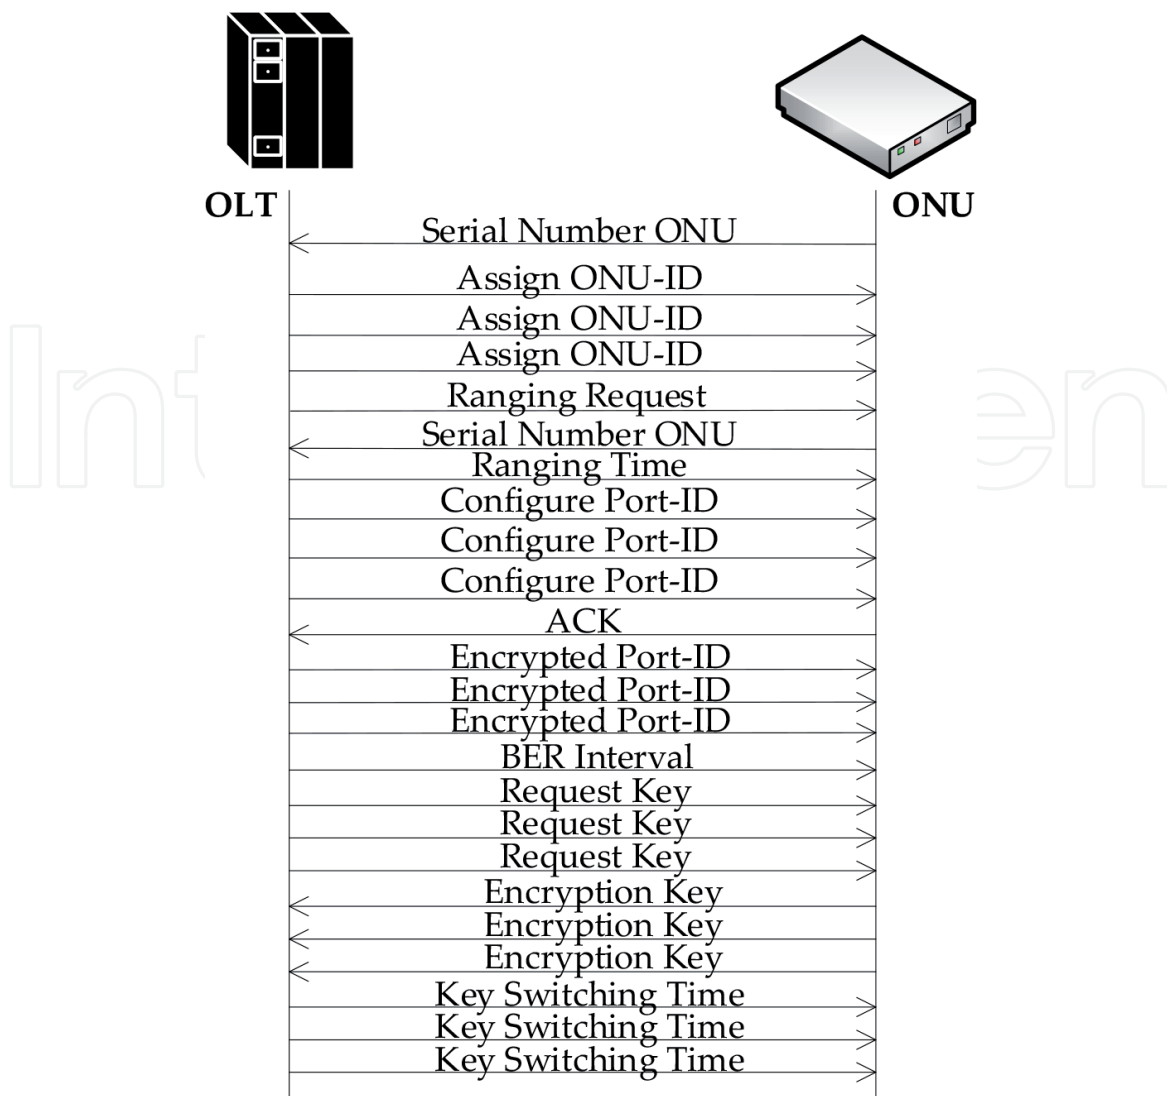 OLT
ONU
Serial Number ONU
Assign ONU-ID
Assign ONU-ID
Assign ONU-ID
Ranging Request
Serial Number ONU
Ranging Time
Configure Port-ID
Configure Port-ID
Configure Port-ID
ACK
Encrypted Port-ID
Encrypted Port-ID
Encrypted Port-ID
BER Interval
Request Key
Request Key
Request Key
Encryption Key
Encryption Key
Encryption Key
Key Switching Time
Key Switching Time
Key Switching Time